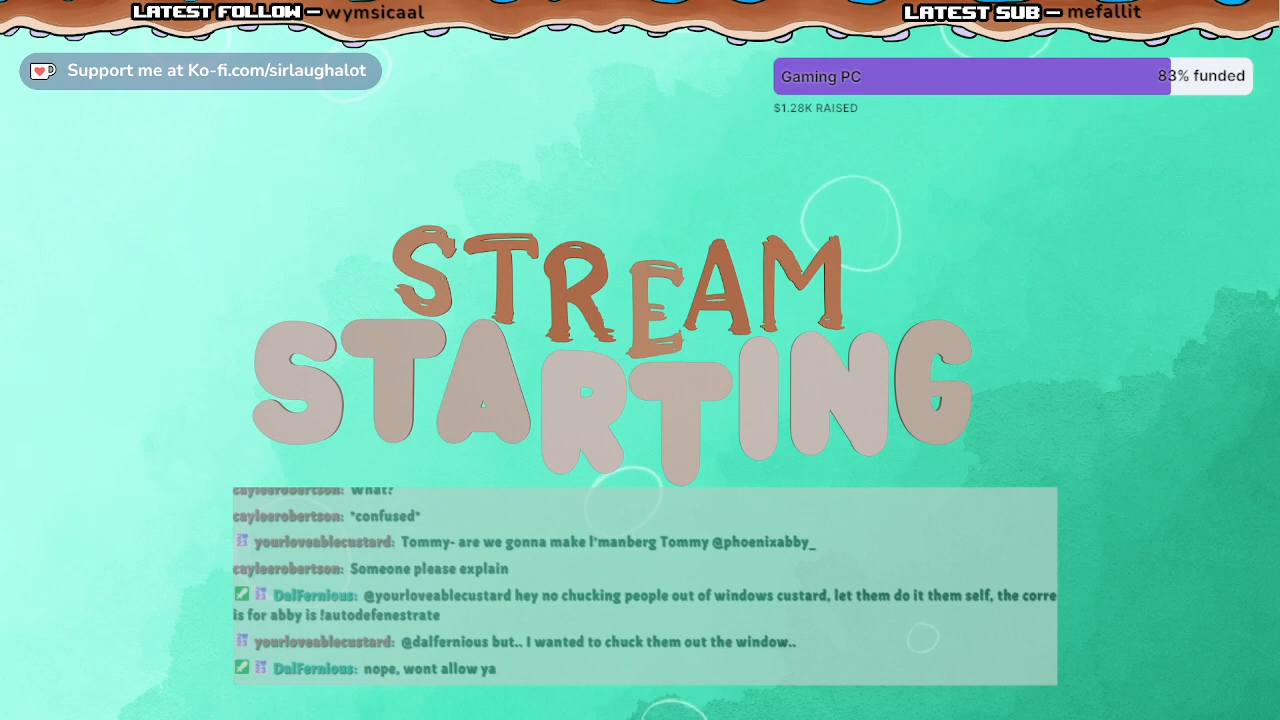 LATEST FOLLOW – wymsicaal
LATEST SUB – mefallit
Support me at Ko-fi.com/sirlaughalot
Gaming PC
83% funded
$1.28K RAISED
STREAM
STARTING
cayleerobertson: What?
cayleerobertson: *confused*
yourloveablecustard: Tommy- are we gonna make l'manberg Tommy @phoenixabby_
cayleerobertson: Someone please explain
DalFernious: @yourloveablecustard hey no chucking people out of windows custard, let them do it them self, the corre
is for abby is !autodefenestrate
yourloveablecustard: @dalfernious but.. I wanted to chuck them out the window..
DalFernious: nope, wont allow ya